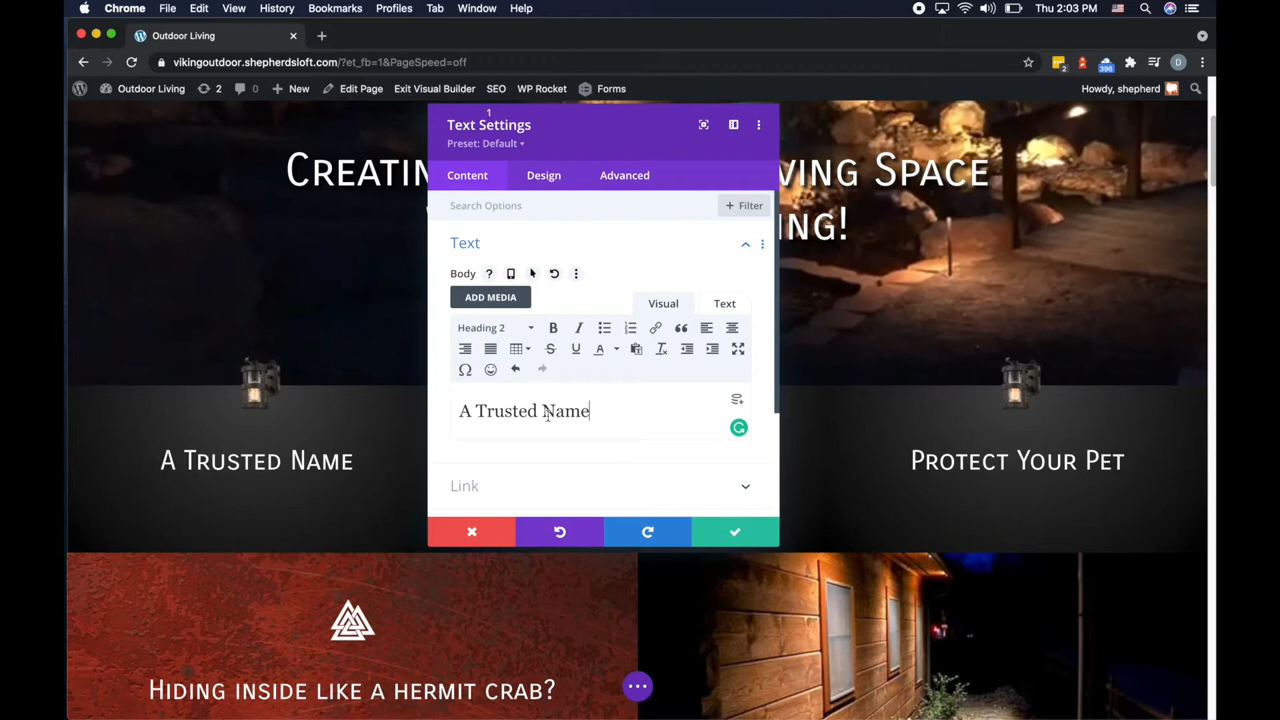 Chrome File Edit View History Bookmarks Profiles Tab Window Help Thu 2:03 PM
Outdoor Living
vikingoutdoor.shepherdsloft.com/?et_fb=1&PageSpeed=off
2
396
D
Outdoor Living 2 0 New Edit Page Exit Visual Builder SEO WP Rocket Forms Howdy, shepherd
1
Text Settings
Preset: Default
Content Design Advanced
Search Options + Filter
Text
Body ?
ADD MEDIA Visual Text
Heading 2 B I
A Trusted Name
Link
Space
A Trusted Name
Protect Your Pet
Hiding inside like a hermit crab?